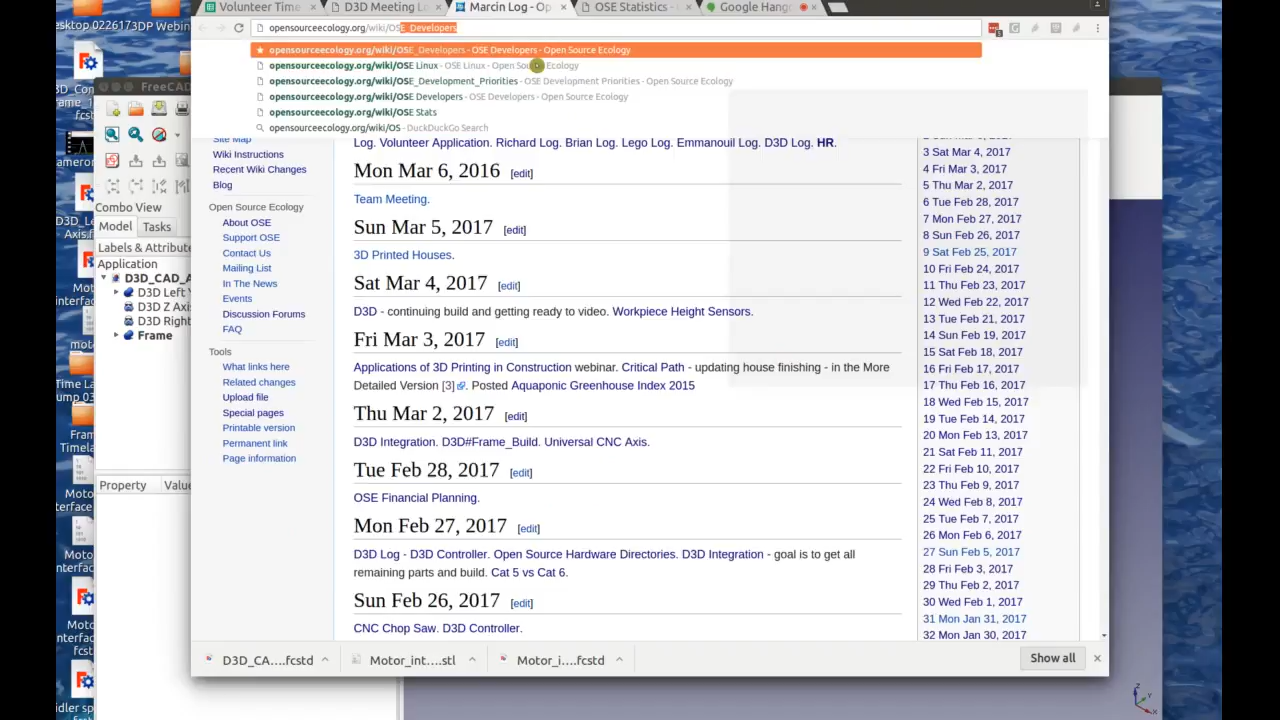 esktop 022617
3DP Webin
Volunteer Time
D3D Meeting Lo
Marcin Log - Op
OSE Statistics -
Google Hang
opensourceecology.org/wiki/OSE_Developers
opensourceecology.org/wiki/OSE_Developers - OSE Developers - Open Source Ecology
opensourceecology.org/wiki/OSE Linux - OSE Linux - Open Source Ecology
opensourceecology.org/wiki/OSE_Development_Priorities - OSE Development Priorities - Open Source Ecology
opensourceecology.org/wiki/OSE Developers - OSE Developers - Open Source Ecology
opensourceecology.org/wiki/OSE Stats
opensourceecology.org/wiki/OS - DuckDuckGo Search
FreeCAD
Combo View
Model
Tasks
Labels & Attribute
Application
D3D_CAD_A
D3D Left Y
D3D Z Axis
D3D Right
Frame
Property
Value
Site Map
Wiki Instructions
Recent Wiki Changes
Blog
Open Source Ecology
About OSE
Support OSE
Contact Us
Mailing List
In The News
Events
Discussion Forums
FAQ
Tools
What links here
Related changes
Upload file
Special pages
Printable version
Permanent link
Page information
Log. Volunteer Application. Richard Log. Brian Log. Lego Log. Emmanouil Log. D3D Log. HR.
Mon Mar 6, 2016 [edit]
Team Meeting.
Sun Mar 5, 2017 [edit]
3D Printed Houses.
Sat Mar 4, 2017 [edit]
D3D - continuing build and getting ready to video. Workpiece Height Sensors.
Fri Mar 3, 2017 [edit]
Applications of 3D Printing in Construction webinar. Critical Path - updating house finishing - in the More
Detailed Version [3]. Posted Aquaponic Greenhouse Index 2015
Thu Mar 2, 2017 [edit]
D3D Integration. D3D#Frame_Build. Universal CNC Axis.
Tue Feb 28, 2017 [edit]
OSE Financial Planning.
Mon Feb 27, 2017 [edit]
D3D Log - D3D Controller. Open Source Hardware Directories. D3D Integration - goal is to get all
remaining parts and build. Cat 5 vs Cat 6.
Sun Feb 26, 2017 [edit]
CNC Chop Saw. D3D Controller.
3 Sat Mar 4, 2017
4 Fri Mar 3, 2017
5 Thu Mar 2, 2017
6 Tue Feb 28, 2017
7 Mon Feb 27, 2017
8 Sun Feb 26, 2017
9 Sat Feb 25, 2017
10 Fri Feb 24, 2017
11 Thu Feb 23, 2017
12 Wed Feb 22, 2017
13 Tue Feb 21, 2017
14 Sun Feb 19, 2017
15 Sat Feb 18, 2017
16 Fri Feb 17, 2017
17 Thu Feb 16, 2017
18 Wed Feb 15, 2017
19 Tue Feb 14, 2017
20 Mon Feb 13, 2017
21 Sat Feb 11, 2017
22 Fri Feb 10, 2017
23 Thu Feb 9, 2017
24 Wed Feb 8, 2017
25 Tue Feb 7, 2017
26 Mon Feb 6, 2017
27 Sun Feb 5, 2017
28 Fri Feb 3, 2017
29 Thu Feb 2, 2017
30 Wed Feb 1, 2017
31 Mon Jan 31, 2017
32 Mon Jan 30, 2017
D3D_CA....fcstd
Motor_int....stl
Motor_i....fcstd
Show all